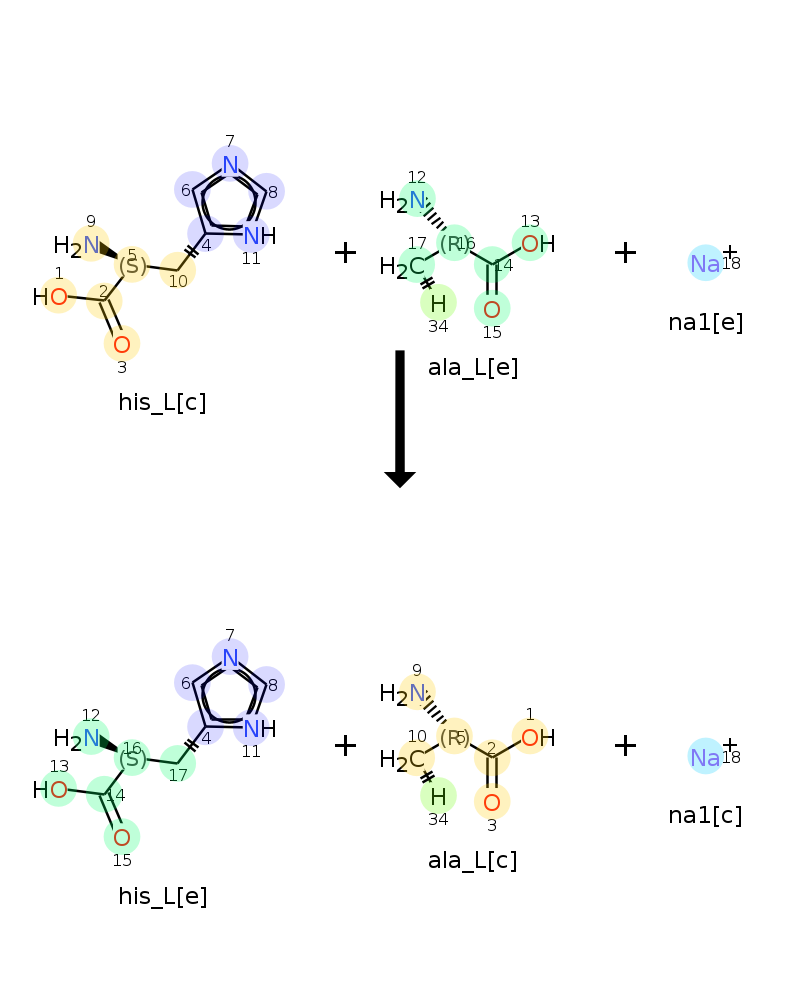 7
N
6
8
9
12
H2N
H2N
NH
4
11
13
5
17
(R)
16
OH
(S)
H2C
14
Na+
18
1
10
HO
2
H
O
34
15
O
3
+
+
na1[e]
ala_L[e]
his_L[c]
7
N
6
8
9
12
H2N
H2N
NH
4
11
1
16
10
(R)
5
OH
(S)
H2C
2
Na+
18
13
17
HO
14
H
O
34
3
O
15
+
+
na1[c]
ala_L[c]
his_L[e]